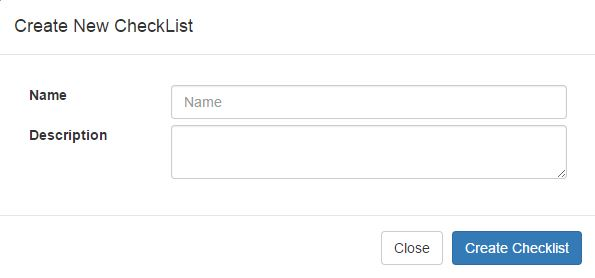 Create New CheckList
Name
Name
Description
Close Create Checklist